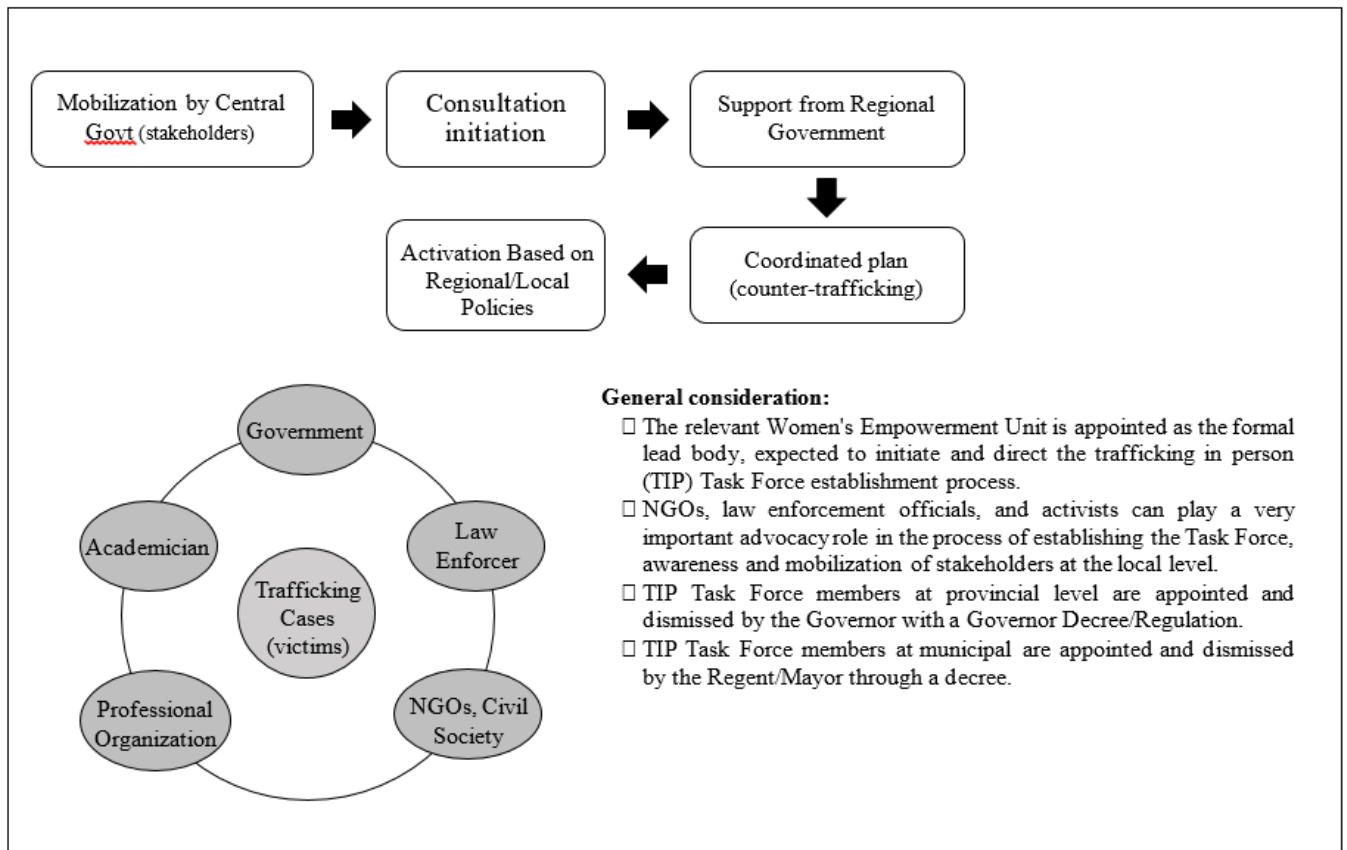 Mobilization by Central
Govt (stakeholders)
Consultation
initiation
Support from Regional
Government
Activation Based on
Regional/Local
Policies
Coordinated plan
(counter-trafficking)
Government
Academician
Law
Enforcer
Trafficking
Cases
(victims)
Professional
Organization
NGOs, Civil
Society
General consideration:
□ The relevant Women's Empowerment Unit is appointed as the formal
lead body, expected to initiate and direct the trafficking in person
(TIP) Task Force establishment process.
□ NGOs, law enforcement officials, and activists can play a very
important advocacy role in the process of establishing the Task Force,
awareness and mobilization of stakeholders at the local level.
□ TIP Task Force members at provincial level are appointed and
dismissed by the Governor with a Governor Decree/Regulation.
□ TIP Task Force members at municipal are appointed and dismissed
by the Regent/Mayor through a decree.